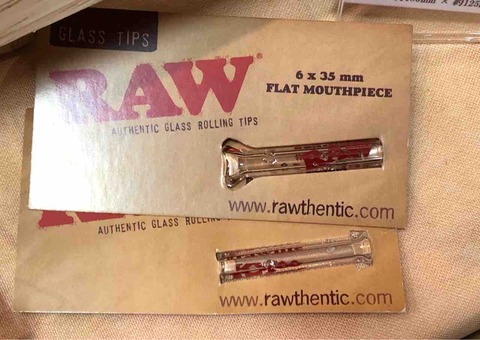 GLASS TIPS
RAW®
6 x 35 mm
FLAT MOUTHPIECE
AUTHENTIC GLASS ROLLING TIPS
www.rawthentic.com
AUTHENTIC GLASS
www.rawthentic.com